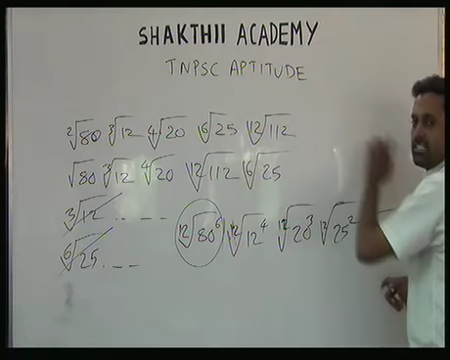 SHAKTHII ACADEMY
TNPSC APTITUDE
²√80 ³√12 ⁴√20 ⁶√25 ¹²√112
√80 ³√12 ⁴√20 ¹²√112 ⁶√25
³√12 . _ _ _
¹²√80⁶ ¹²√12⁴ ¹²√20³ ¹²√25²
⁶√25 . _ _